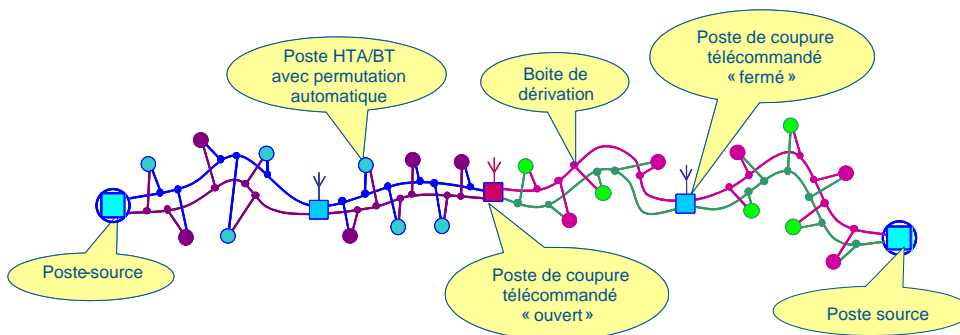 Poste HTA/BT
avec permutation
automatique
Boite de
dérivation
Poste de coupure
télécommandé
« fermé »
Poste-source
Poste de coupure
télécommandé
« ouvert »
Poste source